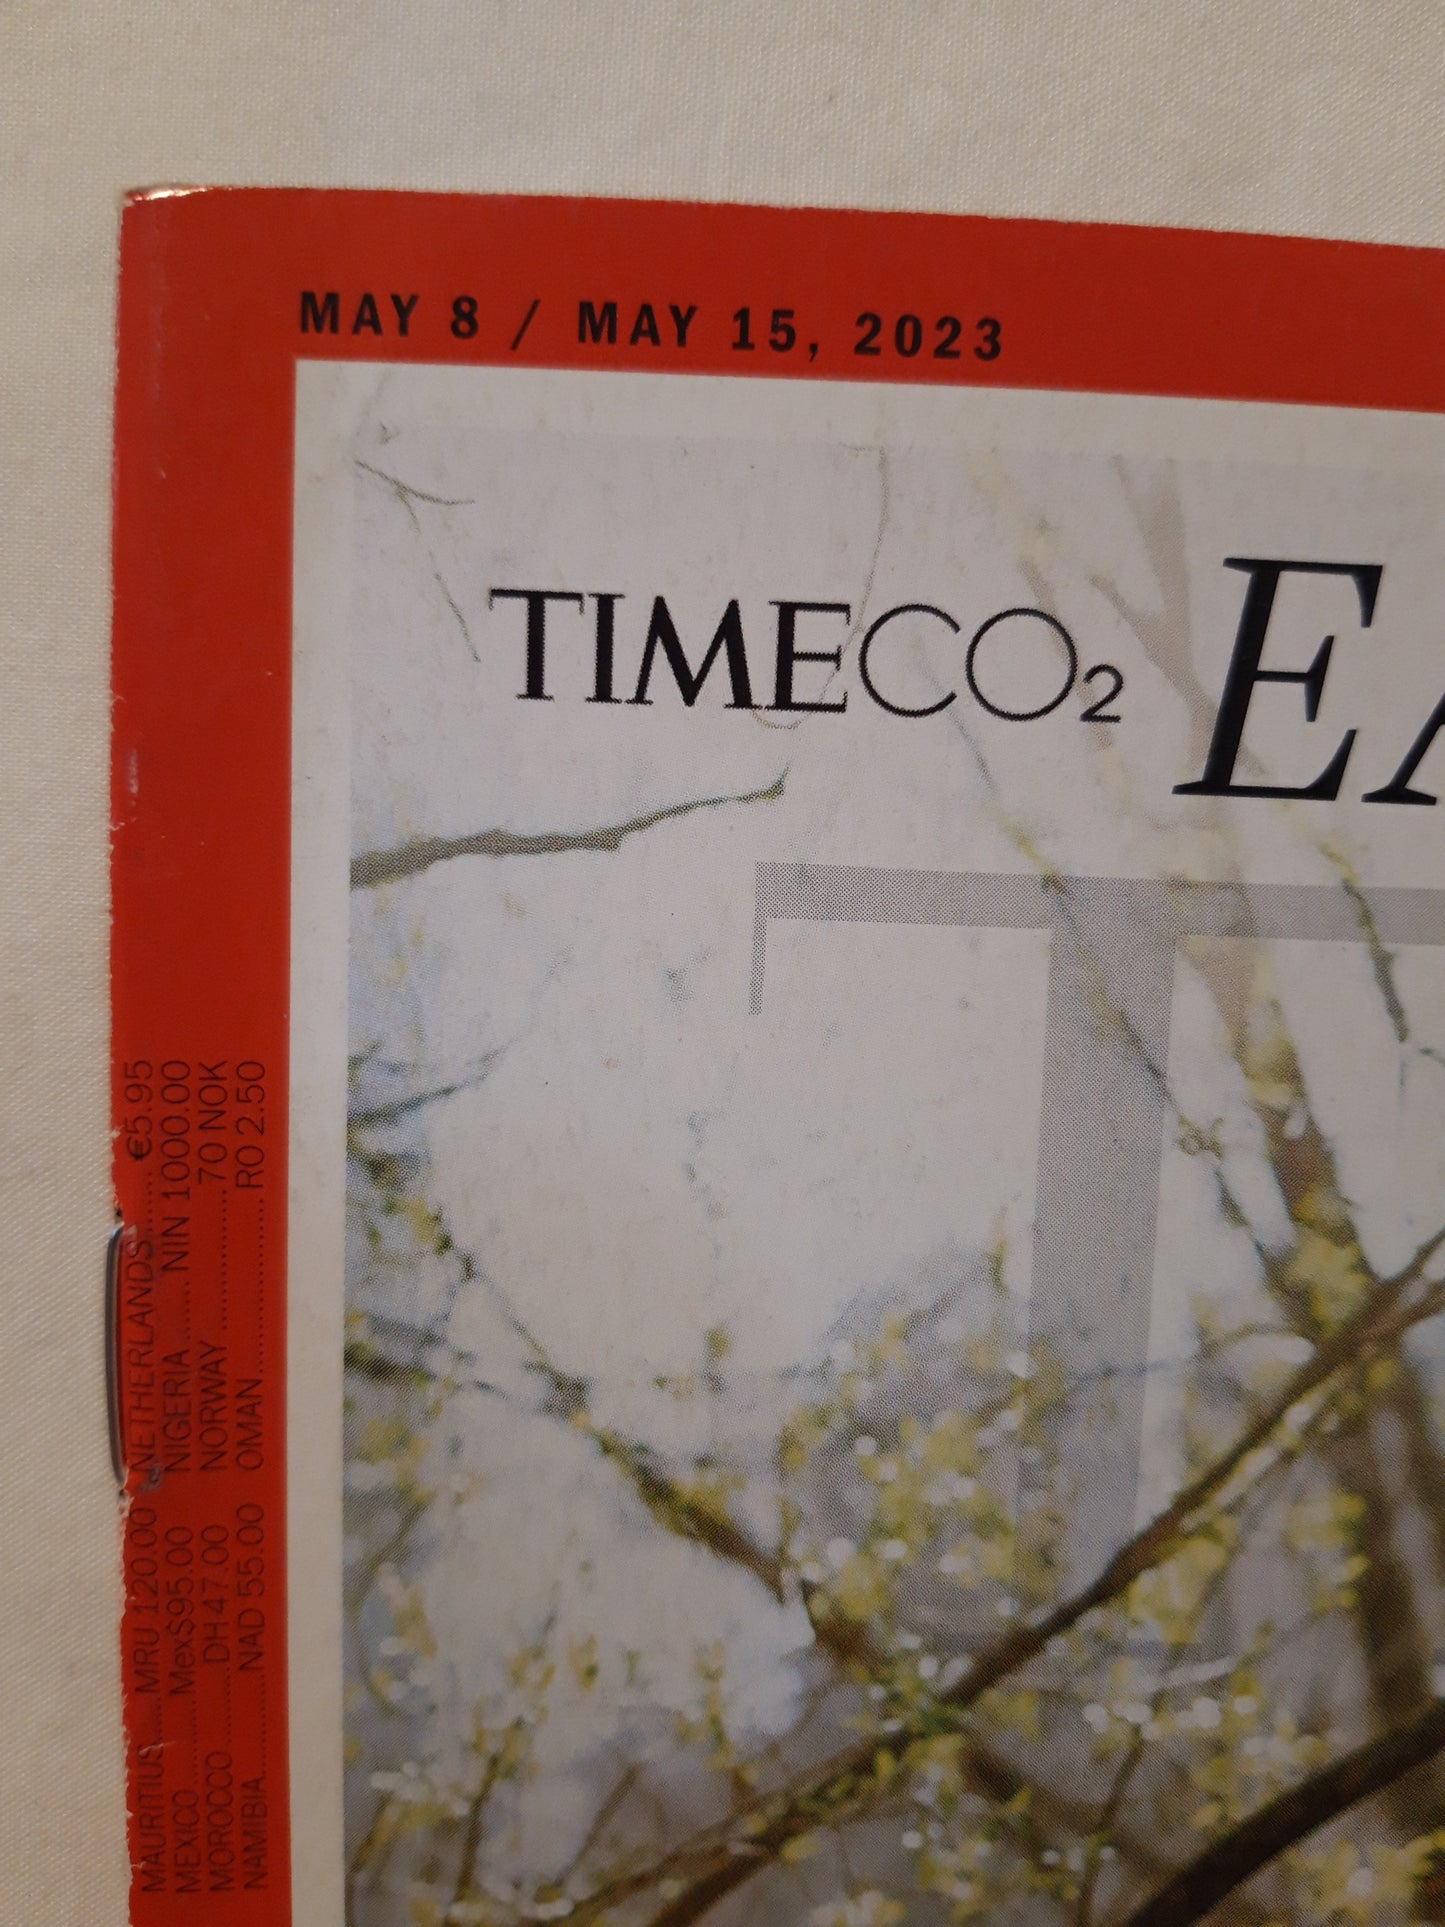 MAY 8 / MAY 15, 2023
TIMECO₂ EA
T
MAURITIUS......MRU 120.00 NETHERLANDS........€5.95
MEXICO..........Mex$95.00 NIGERIA........NIN 1000.00
MOROCCO..........DH 47.00 NORWAY ....................70 NOK
NAMIBIA............NAD 55.00 OMAN.......................RO 2.50